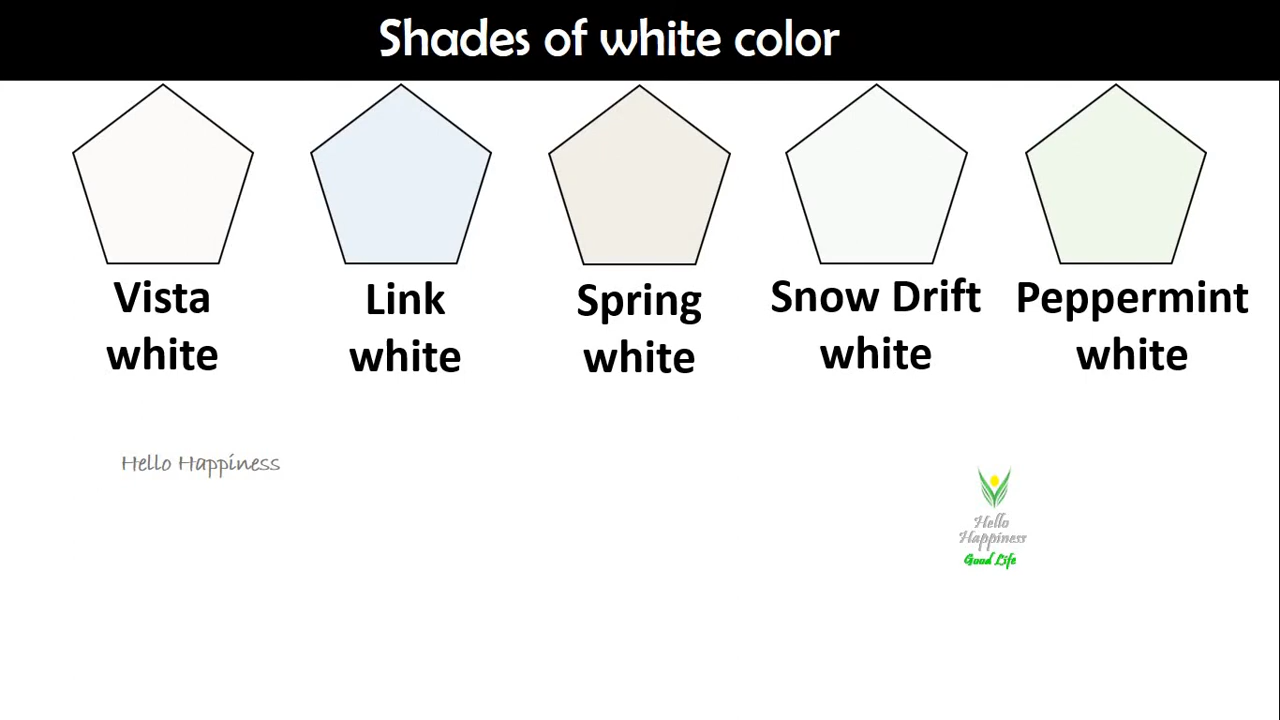 Shades of white color
Vista
white
Link
white
Spring
white
Snow Drift
white
Peppermint
white
Hello Happiness
Hello
Happiness
Good Life